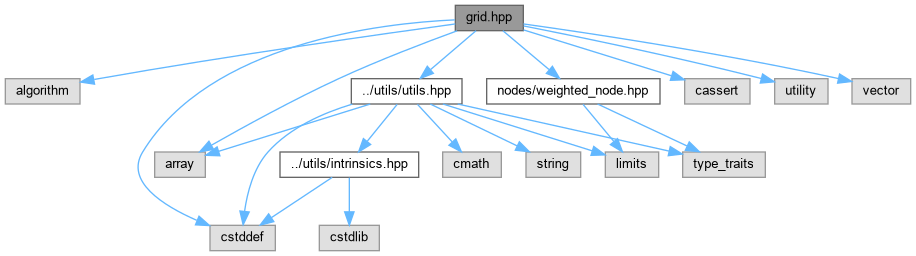 grid.hpp
algorithm
../utils/utils.hpp
nodes/weighted_node.hpp
cassert
utility
vector
array
../utils/intrinsics.hpp
cmath
string
limits
type_traits
cstddef
cstdlib